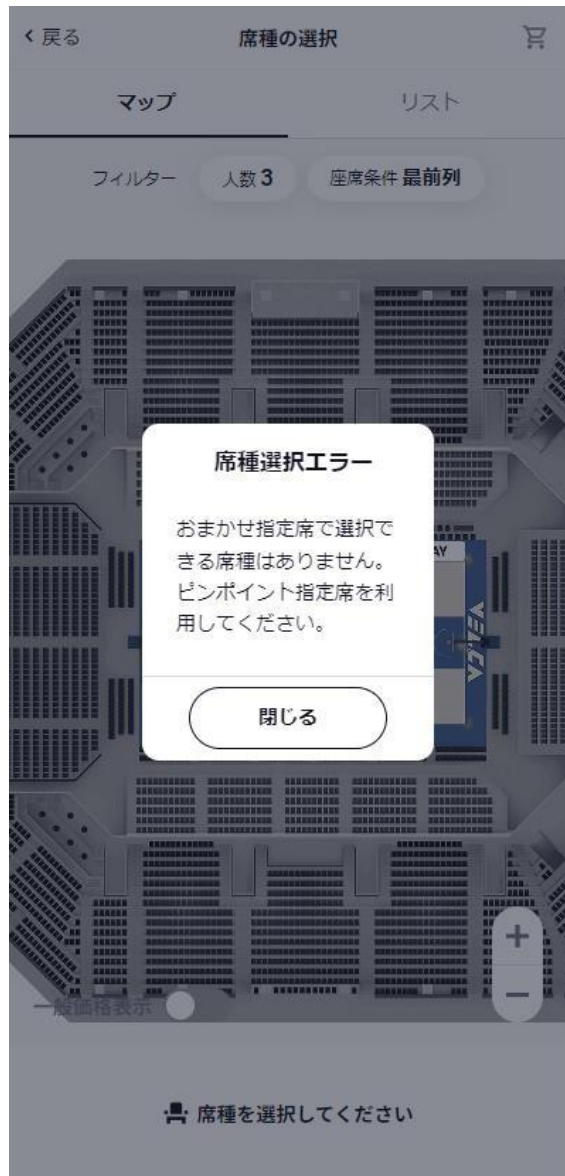 戻る
席種の選択
マップ
リスト
フィルター
人数 3
座席条件 最前列
席種選択エラー
おまかせ指定席で選択で
きる席種はありません。
ピンポイント指定席を利
用してください。
AY
VELCA
閉じる
+
−
一般価格表示
席種を選択してください